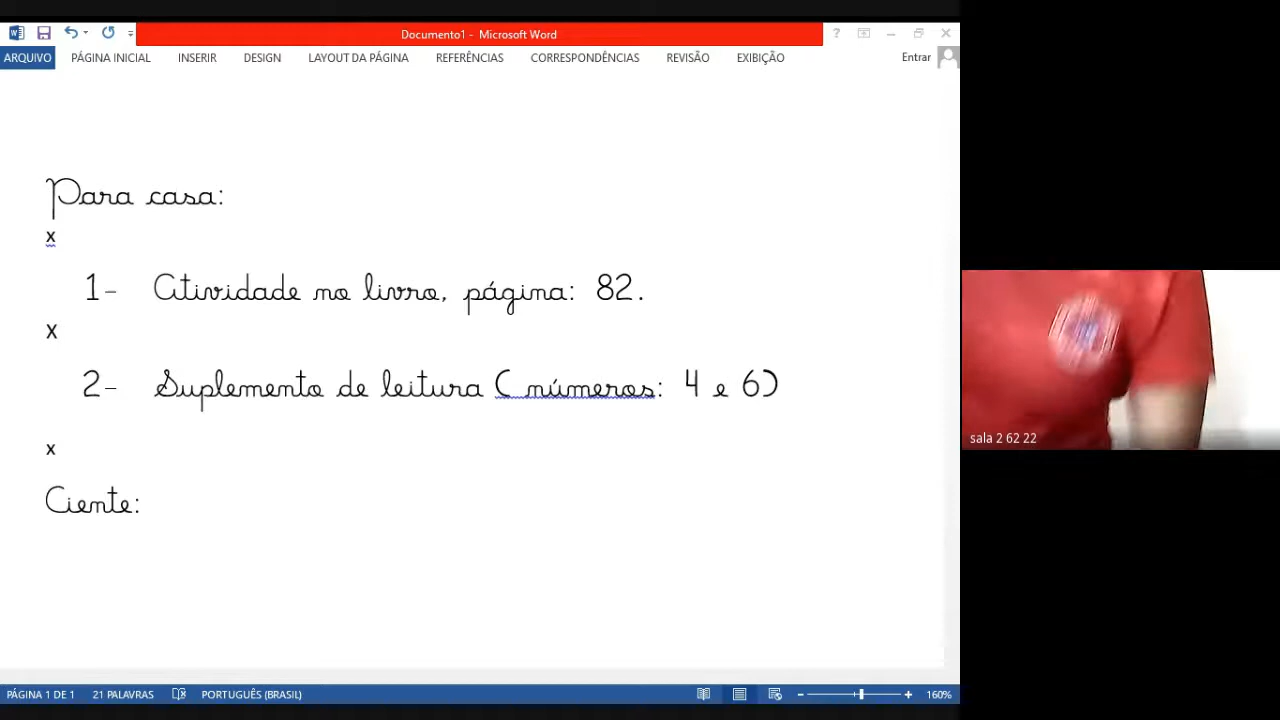 Documento1 - Microsoft Word
?
ARQUIVO PÁGINA INICIAL INSERIR DESIGN LAYOUT DA PÁGINA REFERÊNCIAS CORRESPONDÊNCIAS REVISÃO EXIBIÇÃO Entrar
Para casa:
x
1- Atividade no livro, página: 82.
X
2- Suplemento de leitura ( números: 4 e 6)
x
Ciente:
sala 2 62 22
PÁGINA 1 DE 1 21 PALAVRAS PORTUGUÊS (BRASIL) 160%